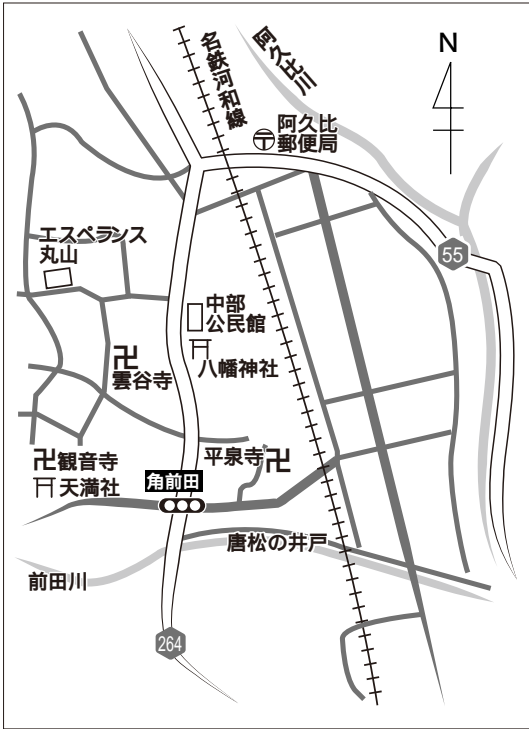 名鉄河和線
阿久比川
N
阿久比
郵便局
55
エスペランス
丸山
中部
公民館
八幡神社
卍
雲谷寺
卍観音寺
天満社
平泉寺卍
角前田
唐松の井戸
前田川
264